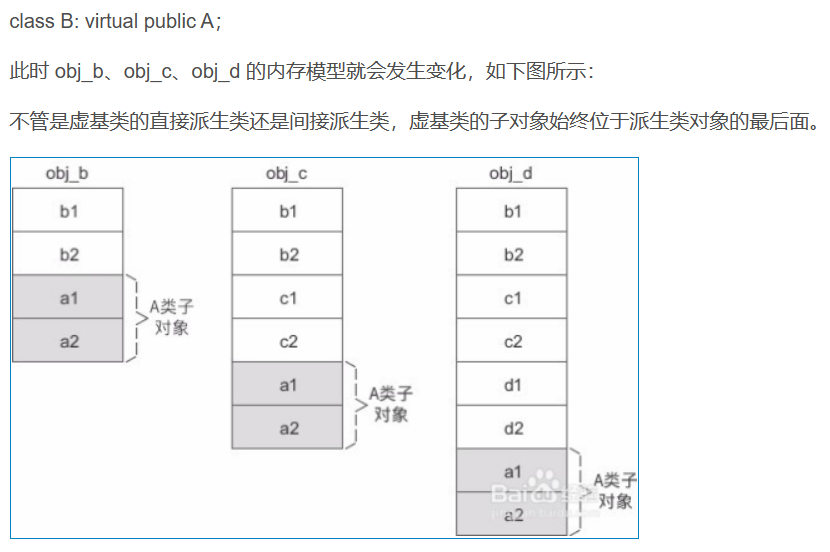 class B: virtual public A；
此时 obj_b、obj_c、obj_d 的内存模型就会发生变化，如下图所示：
不管是虚基类的直接派生类还是间接派生类，虚基类的子对象始终位于派生类对象的最后面。
obj_b
b1
b2
a1
a2
A类子
对象
obj_c
b1
b2
c1
c2
a1
a2
A类子
对象
obj_d
b1
b2
c1
c2
d1
d2
a1
a2
A类子
对象
Bai